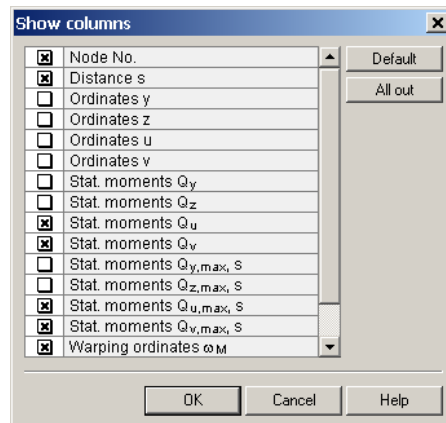 Show columns
Node No.
Default
Distance s
All out
Ordinates y
Ordinates z
Ordinates u
Ordinates v
Stat. moments Qy
Stat. moments Qz
Stat. moments Qu
Stat. moments Qv
Stat. moments Qy,max, s
Stat. moments Qz,max, s
Stat. moments Qu,max, s
Stat. moments Qv,max, s
Warping ordinates ωM
OK Cancel Help